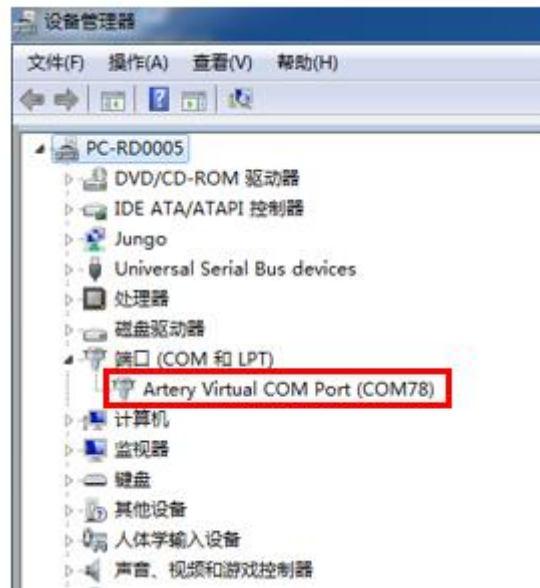 设备管理器
文件(F) 操作(A) 查看(V) 帮助(H)
PC-RD0005
DVD/CD-ROM 驱动器
IDE ATA/ATAPI 控制器
Jungo
Universal Serial Bus devices
处理器
磁盘驱动器
端口 (COM 和 LPT)
Artery Virtual COM Port (COM78)
计算机
监视器
键盘
其他设备
人体学输入设备
声音、视频和游戏控制器